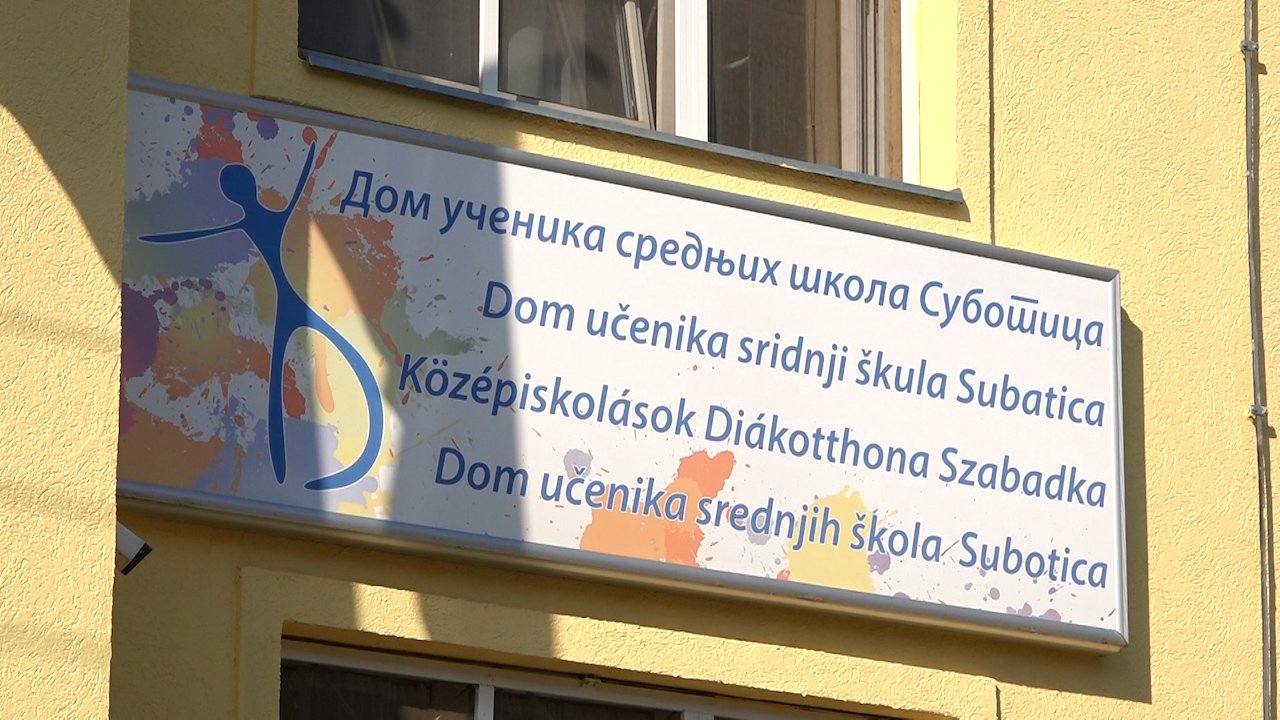 Дом ученика средњих школа Суботица
Dom učenika sridnji škula Subatica
Középiskolások Diákotthona Szabadka
Dom učenika srednjih škola Subotica